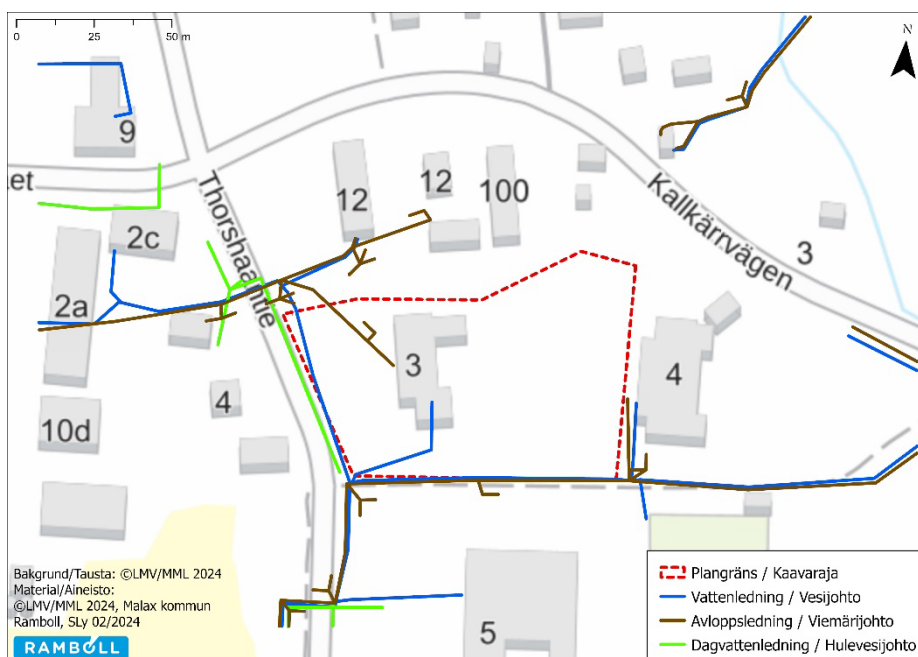 0 25 50 m
N
9
et
12
12
100
Thorshaantie
Kallkärrvägen
3
2c
2a
3
4
4
10d
5
Bakgrund/Tausta: ©LMV/MML 2024
Material/Aineisto:
©LMV/MML 2024, Malax kommun
Ramboll, SLy 02/2024
RAMBOLL
Plangräns / Kaavaraja
Vattenledning / Vesijohto
Avloppsledning / Viemärijohto
Dagvattenledning / Hulevesijohto